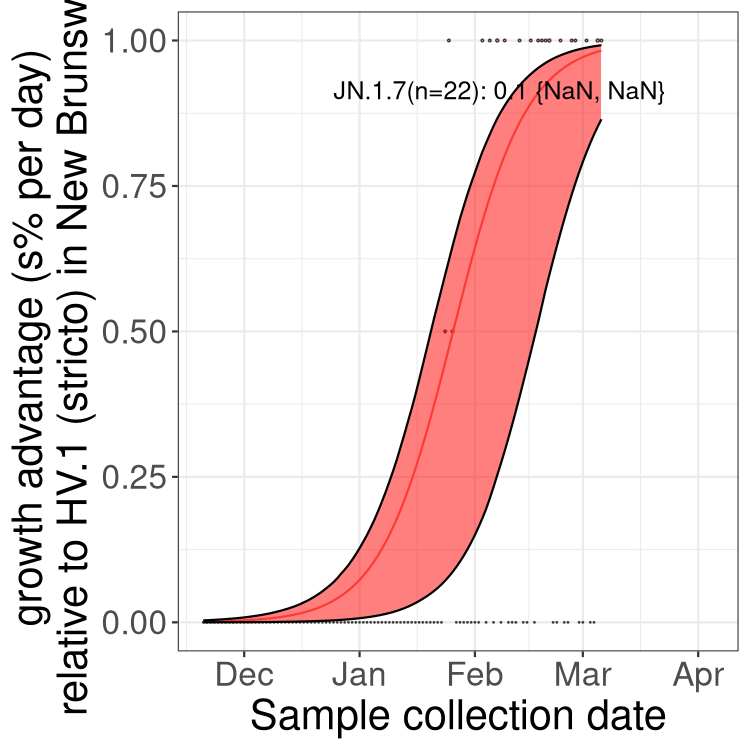 growth advantage (s% per day)
relative to HV.1 (stricto) in New Brunsw
1.00
0.75
0.50
0.25
0.00
JN.1.7(n=22): 0.1 {NaN, NaN}
Dec Jan Feb Mar Apr
Sample collection date